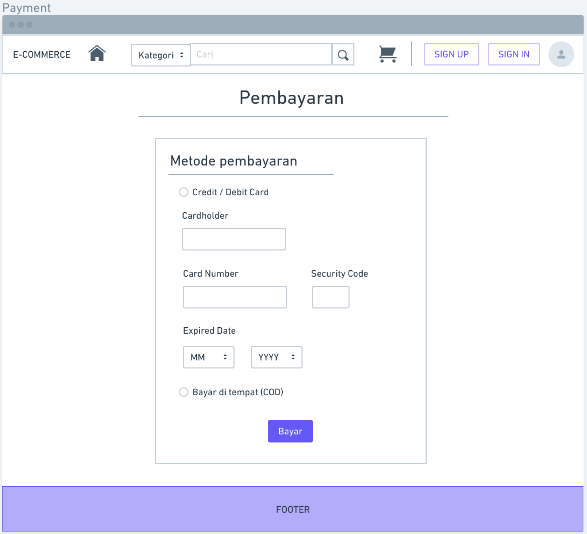 Payment
E-COMMERCE Kategori Cari SIGN UP SIGN IN
Pembayaran
Metode pembayaran
Credit / Debit Card
Cardholder
Card Number Security Code
Expired Date
MM YYYY
Bayar di tempat (COD)
Bayar
FOOTER